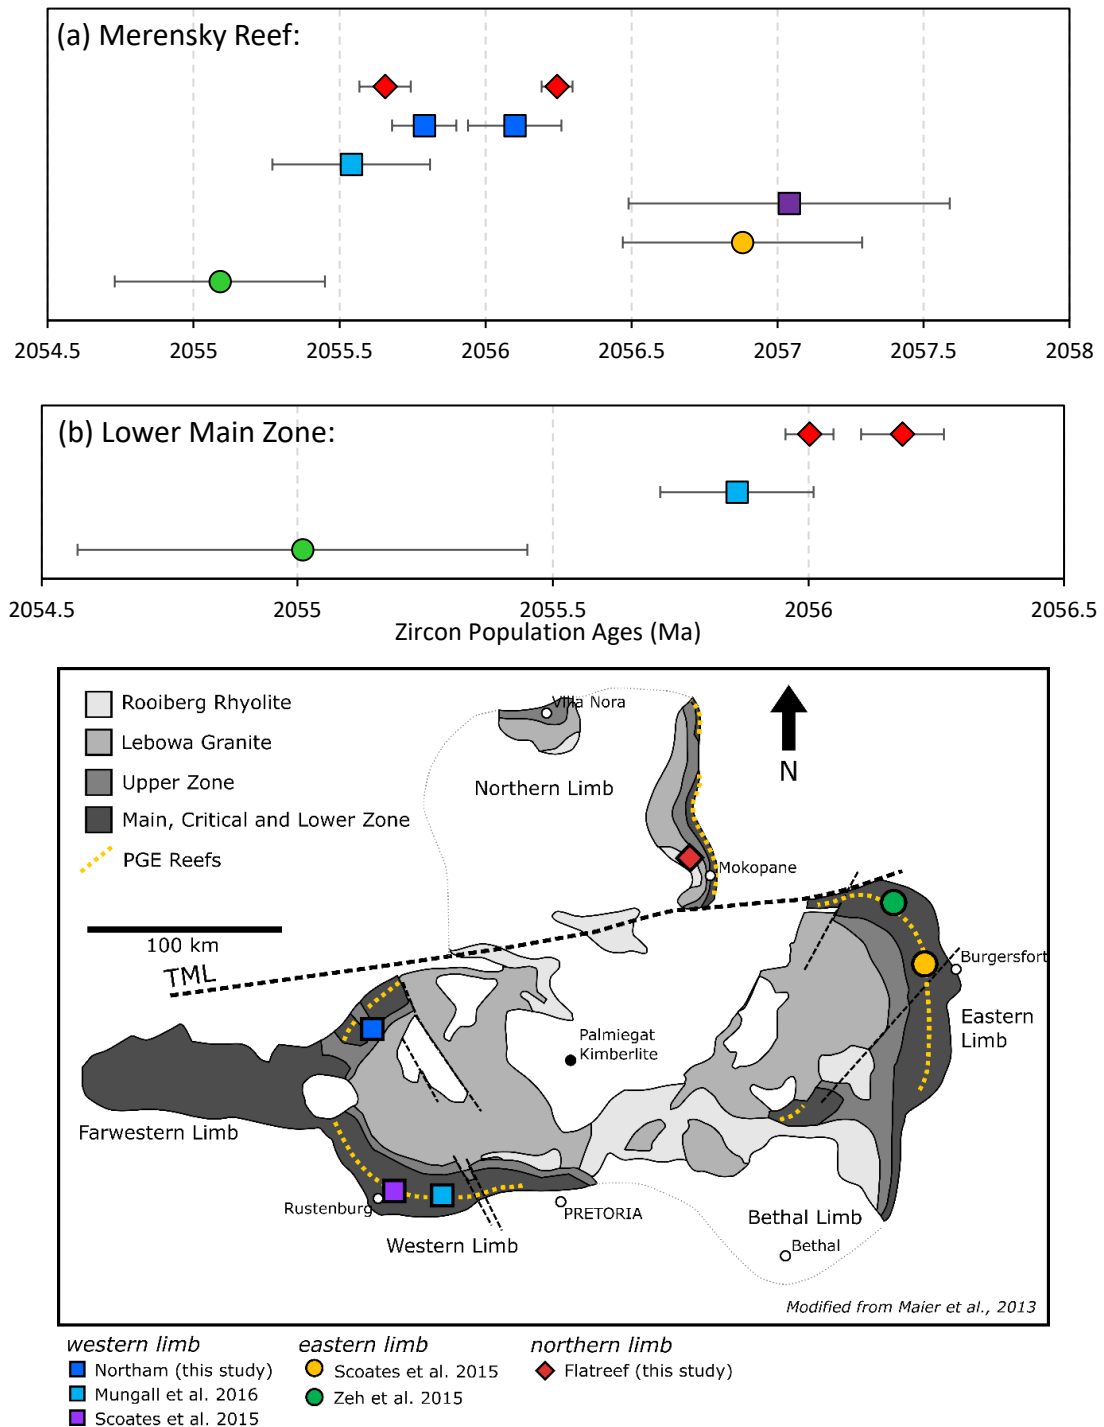 (a) Merensky Reef:
2054.5 2055 2055.5 2056 2056.5 2057 2057.5 2058
(b) Lower Main Zone:
2054.5 2055 2055.5 2056 2056.5
Zircon Population Ages (Ma)
Rooiberg Rhyolite
Lebowa Granite
Upper Zone
Main, Critical and Lower Zone
PGE Reefs
100 km
TML
Villa Nora
Northern Limb
N
Mokopane
Burgersfort
Eastern
Limb
Palmiegat
Kimberlite
Farwestern Limb
Rustenburg
Western Limb
PRETORIA
Bethal Limb
Bethal
Modified from Maier et al., 2013
western limb
Northam (this study)
Mungall et al. 2016
Scoates et al. 2015
eastern limb
Scoates et al. 2015
Zeh et al. 2015
northern limb
Flatreef (this study)